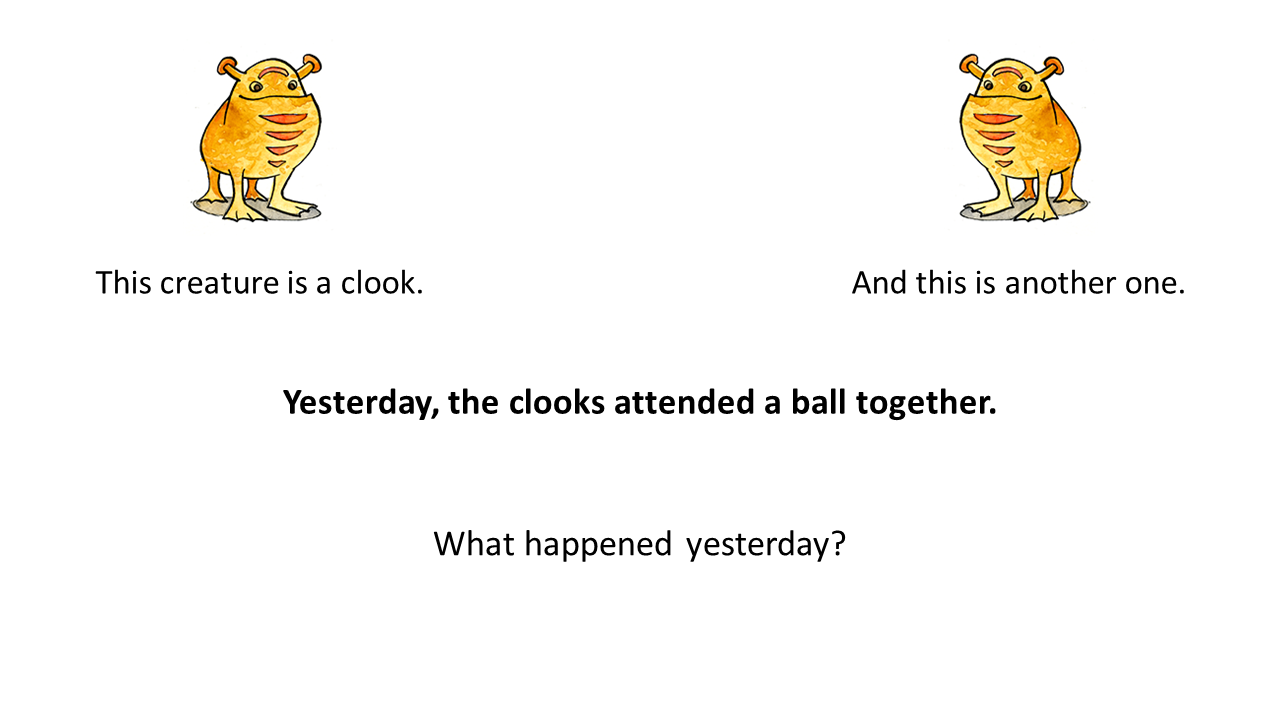 This creature is a clook.
And this is another one.
Yesterday, the clooks attended a ball together.
What happened yesterday?